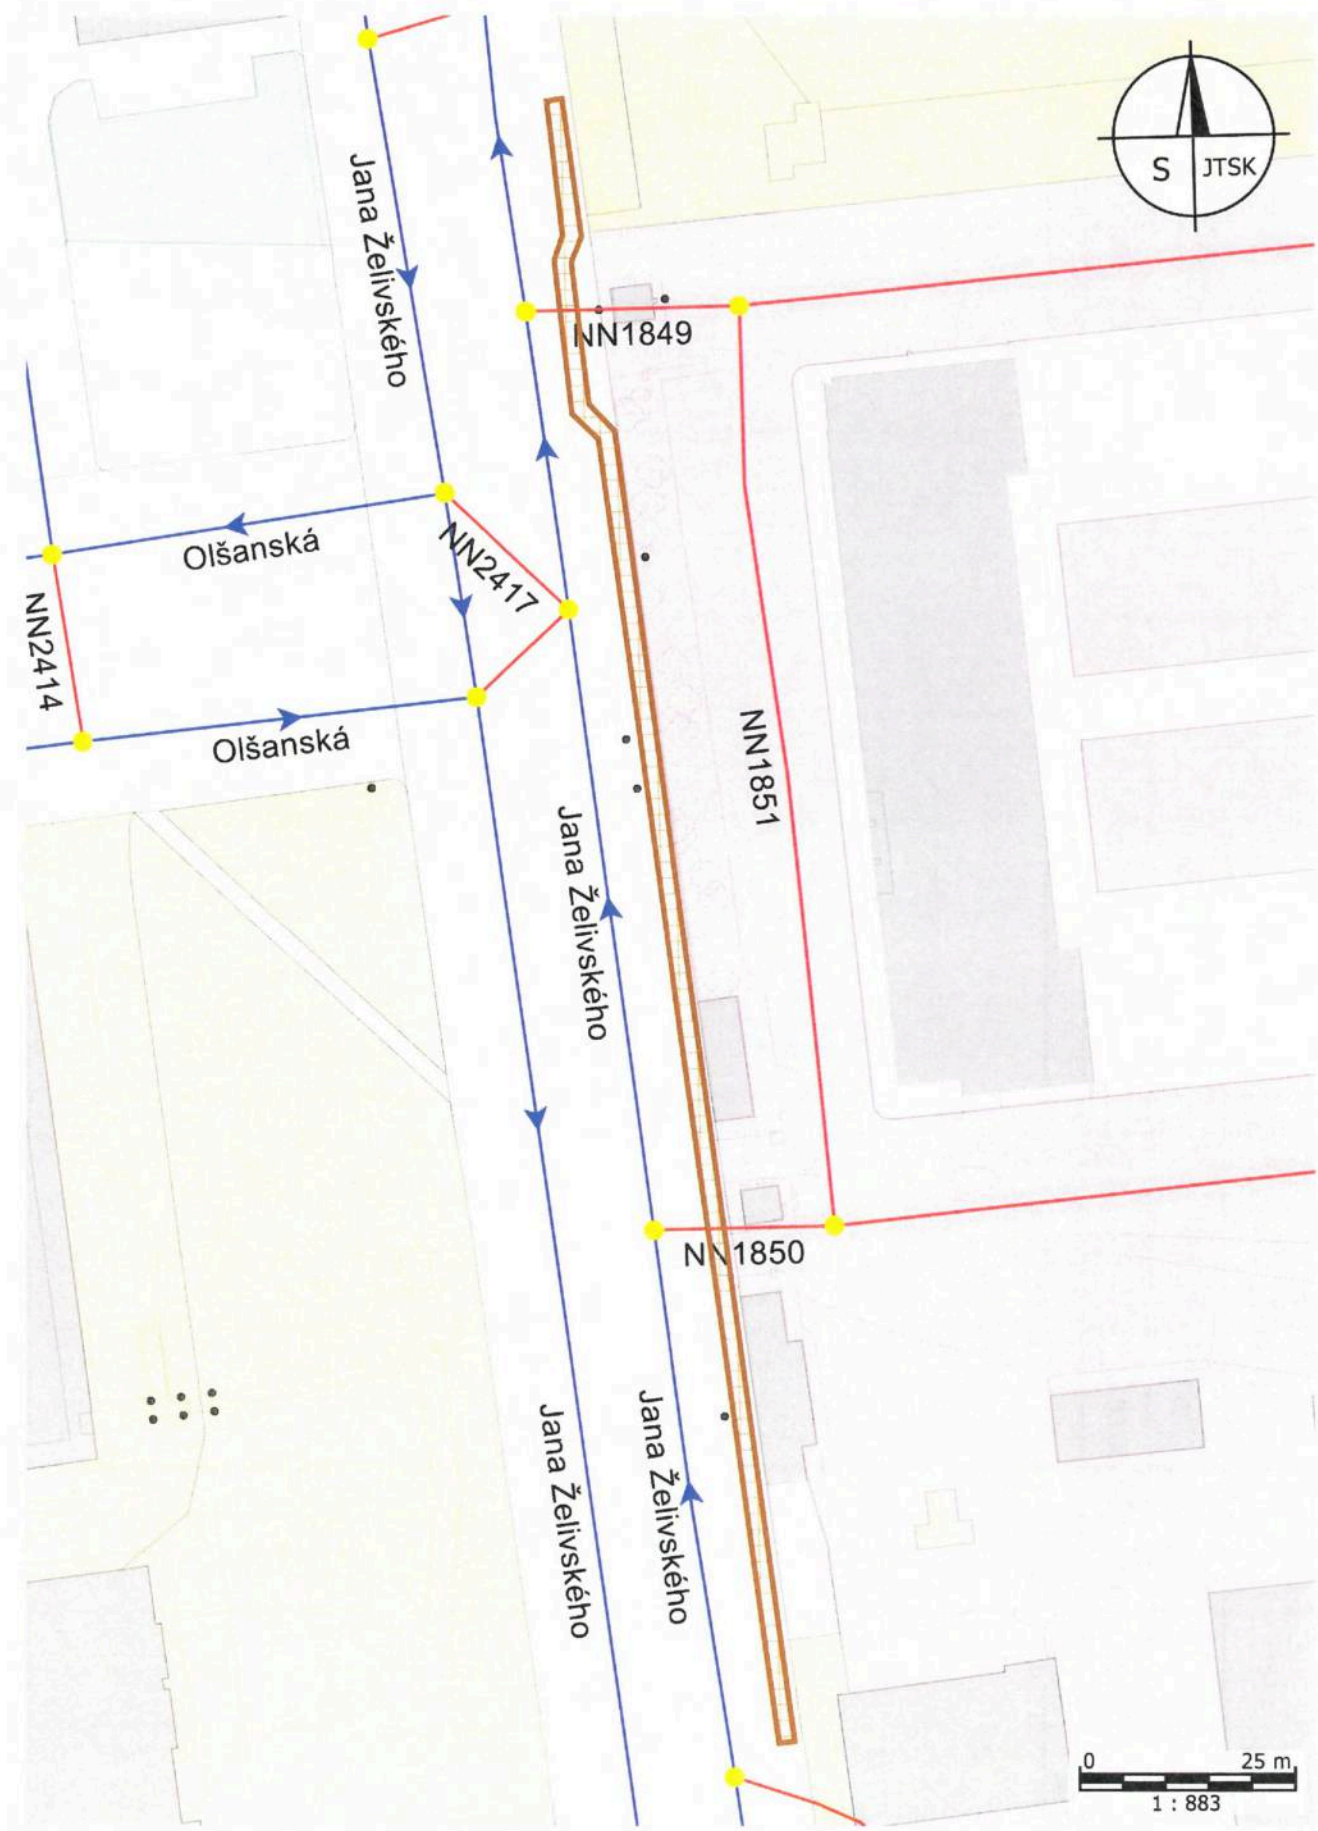 S JTSK
Jana Želivského
NN1849
Olšanská
NN2417
NN2414
Olšanská
NN1851
Jana Želivského
NN1850
Jana Želivského
Jana Želivského
0 25 m
1 : 883